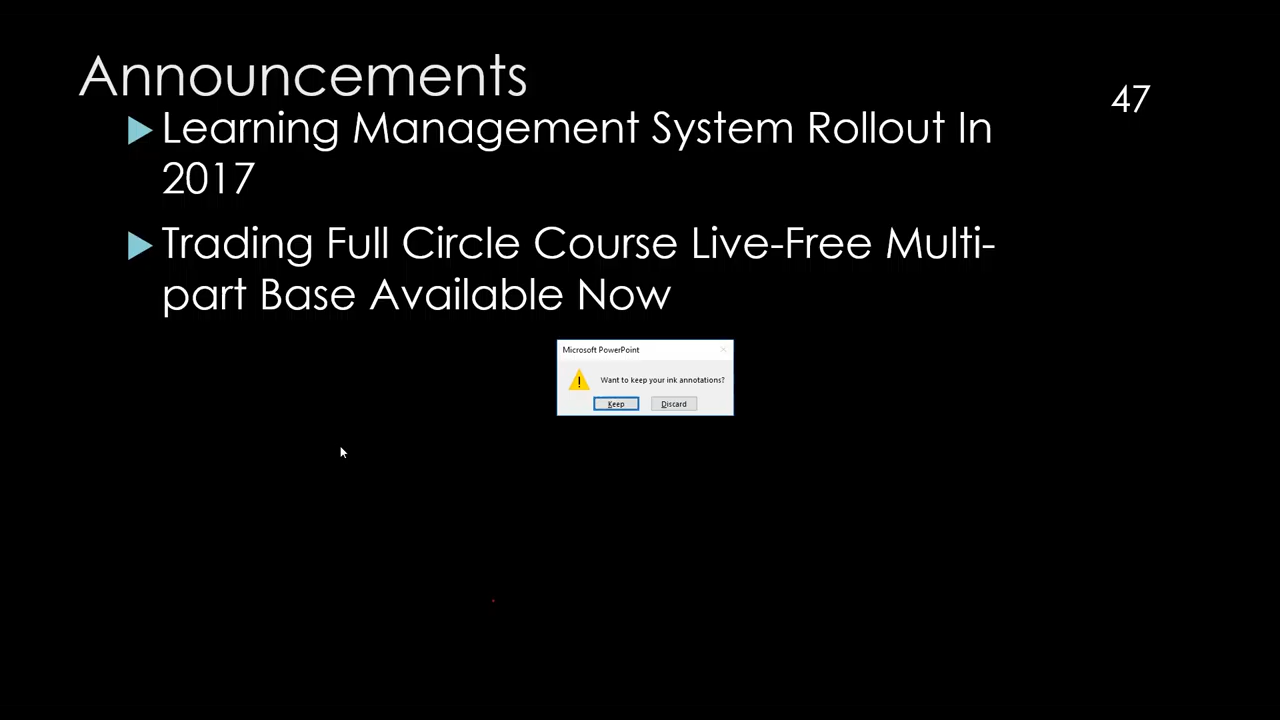 Announcements
47
Learning Management System Rollout In
2017
Trading Full Circle Course Live-Free Multi-
part Base Available Now
Microsoft PowerPoint
Want to keep your ink annotations?
Keep
Discard